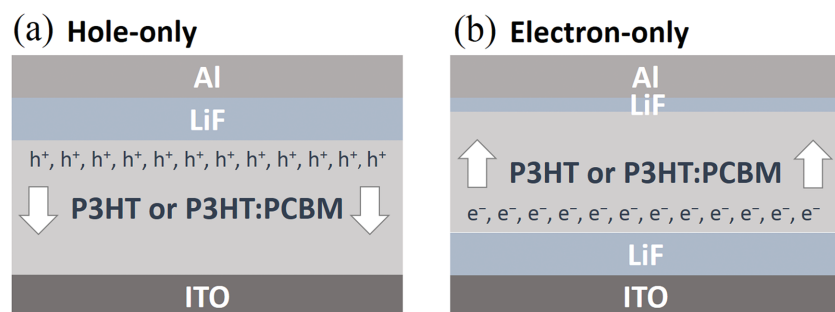 (a) Hole-only
Al
LiF
h⁺, h⁺, h⁺, h⁺, h⁺, h⁺, h⁺, h⁺, h⁺, h⁺, h⁺, h⁺
P3HT or P3HT:PCBM
ITO
(b) Electron-only
Al
LiF
P3HT or P3HT:PCBM
e⁻, e⁻, e⁻, e⁻, e⁻, e⁻, e⁻, e⁻, e⁻, e⁻, e⁻, e⁻
LiF
ITO